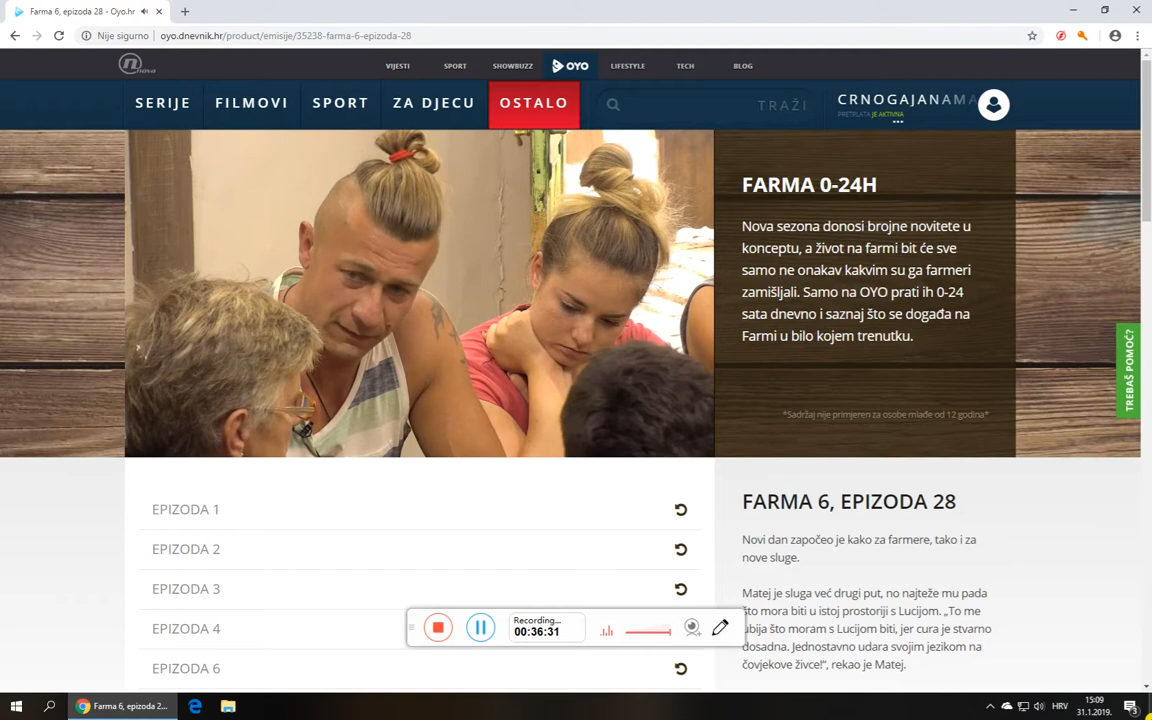 Farma 6, epizoda 28 - Oyo.hr
Nije sigurno
oyo.dnevnik.hr/product/emisije/35238-farma-6-epizoda-28
nova
VIJESTI
SPORT
SHOWBUZZ
OYO
LIFESTYLE
TECH
BLOG
SERIJE
FILMOVI
SPORT
ZA DJECU
OSTALO
TRAŽI
CRNOGAJANAMA
PRETPLATA JE AKTIVNA
FARMA 0-24H
Nova sezona donosi brojne novitete u
konceptu, a život na farmi bit će sve
samo ne onakav kakvim su ga farmeri
zamišljali. Samo na OYO prati ih 0-24
sata dnevno i saznaj što se događa na
Farmi u bilo kojem trenutku.
*Sadržaj nije primjeren za osobe mlađe od 12 godina*
TREBAŠ POMOĆ?
EPIZODA 1
EPIZODA 2
EPIZODA 3
EPIZODA 4
EPIZODA 6
FARMA 6, EPIZODA 28
Novi dan započeo je kako za farmere, tako i za
nove sluge.
Matej je sluga već drugi put, no najteže mu pada
što mora biti u istoj prostoriji s Lucijom. „To me
ubija što moram s Lucijom biti, jer cura je stvarno
dosadna. Jednostavno udara svojim jezikom na
čovjekove živce!“, rekao je Matej.
Recording...
00:36:31
Farma 6, epizoda 2...
HRV
15:09
31.1.2019.
3